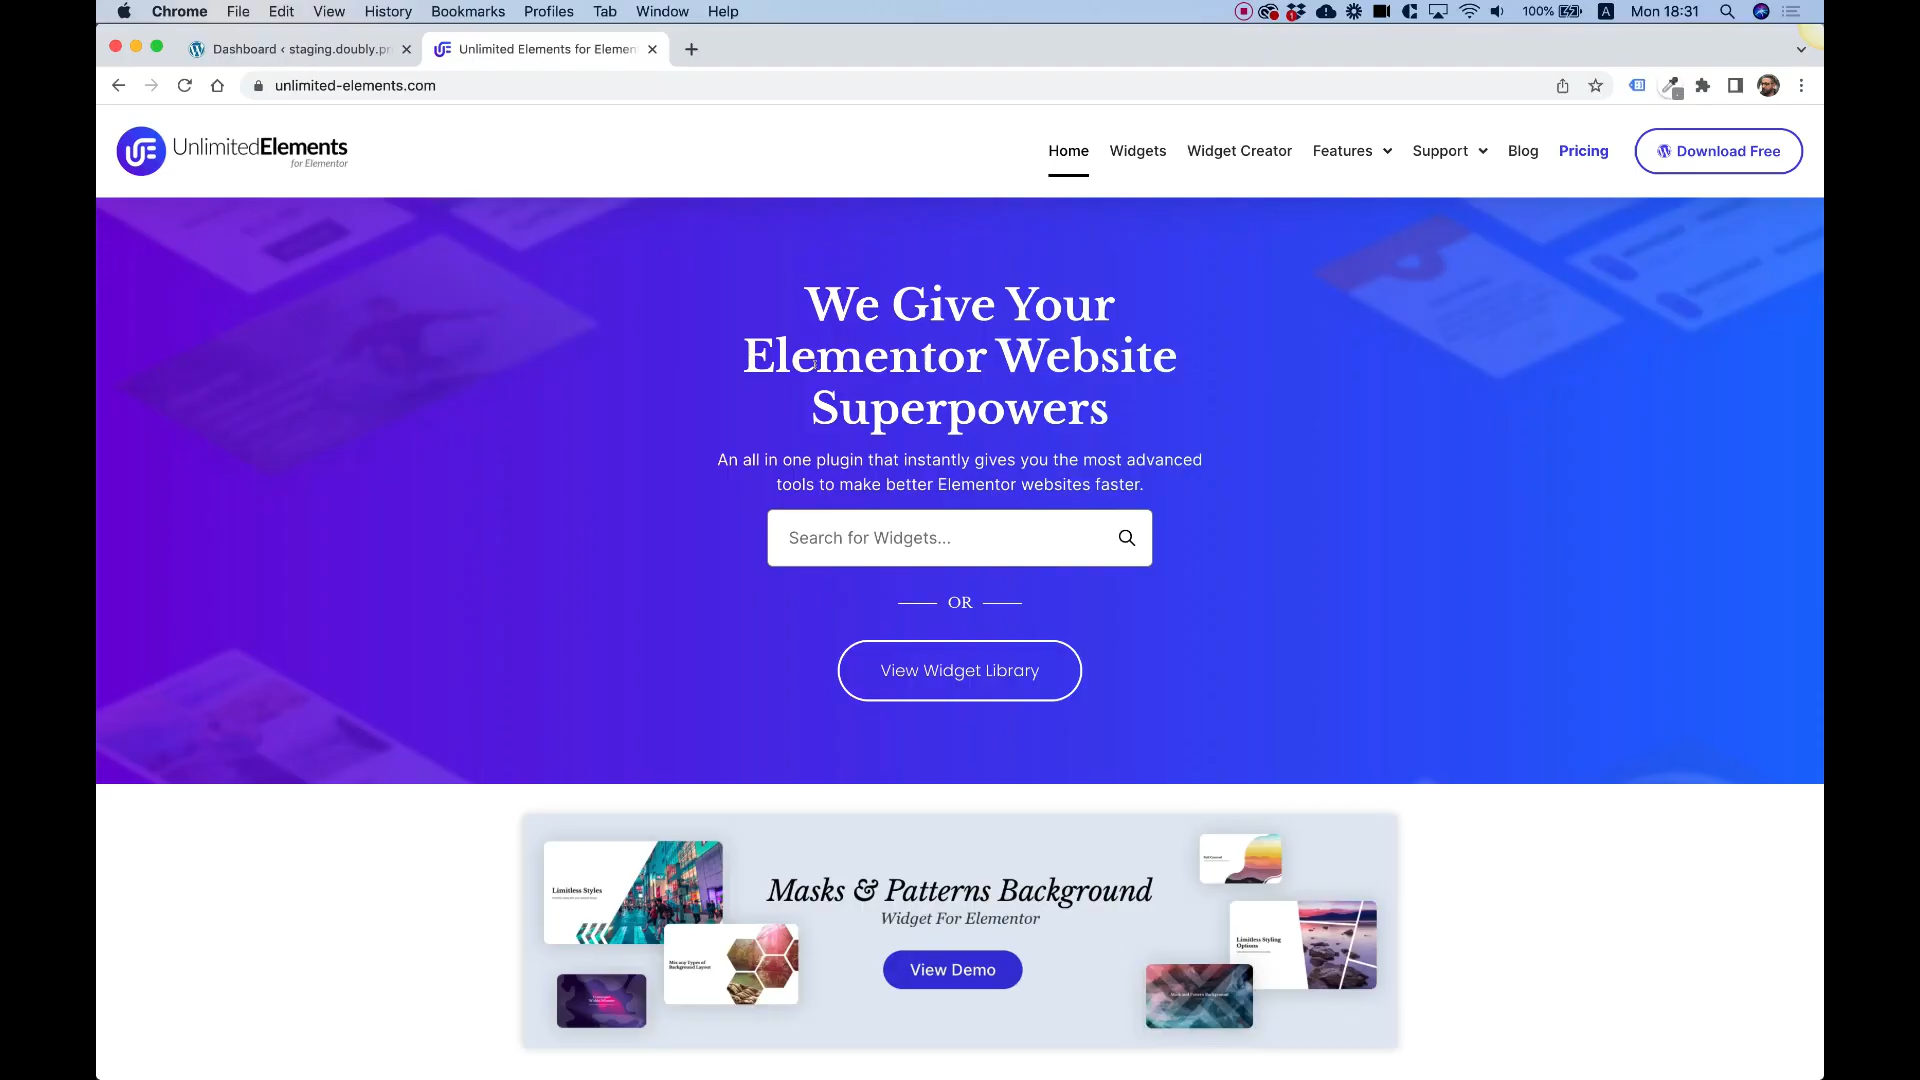 Chrome File Edit View History Bookmarks Profiles Tab Window Help
100% A Mon 18:31
Dashboard ‹ staging.doubly.pr
Unlimited Elements for Elemen
unlimited-elements.com
UnlimitedElements
for Elementor
Home Widgets Widget Creator Features Support Blog Pricing Download Free
We Give Your
Elementor Website
Superpowers
An all in one plugin that instantly gives you the most advanced
tools to make better Elementor websites faster.
Search for Widgets...
OR
View Widget Library
Limitless Styles
Masks & Patterns Background
Widget For Elementor
View Demo
Mix any Types of
Background Layout
Limitless Styling
Options